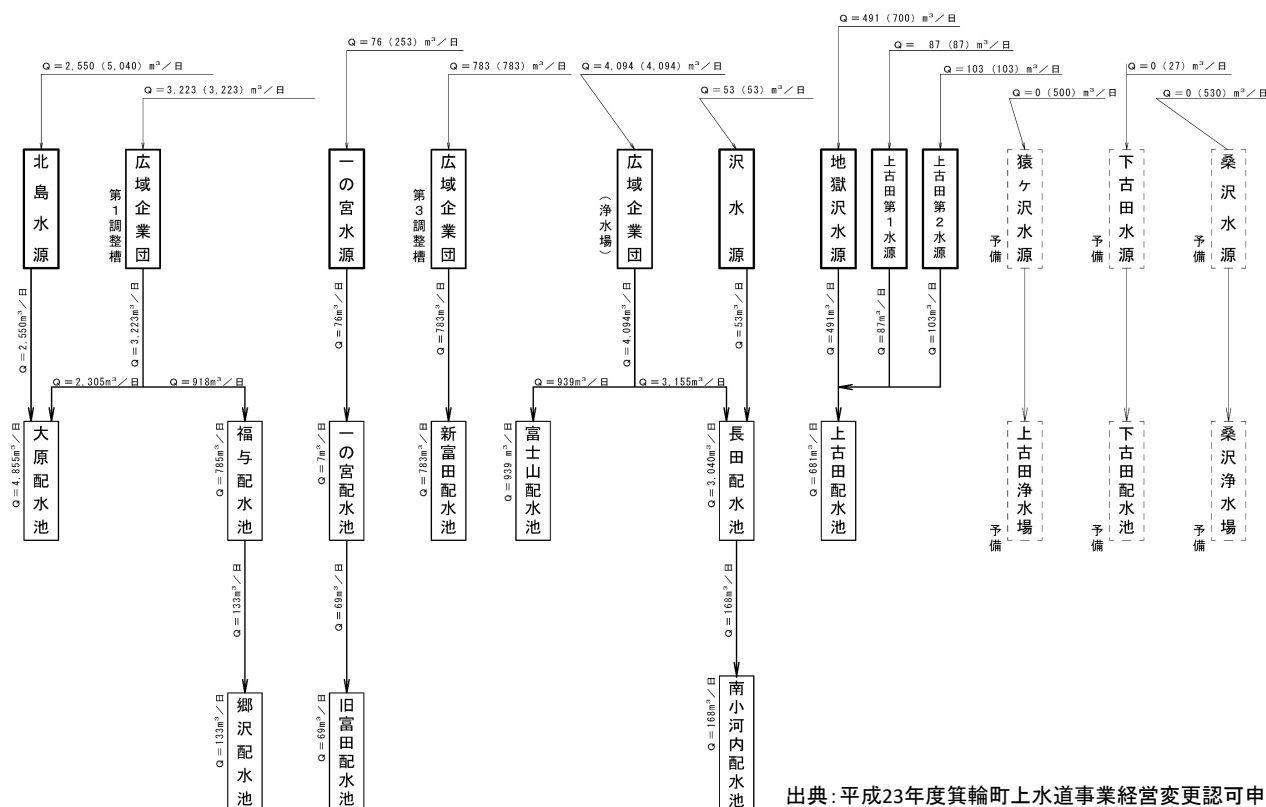 Q＝491 (700) m³／日
Q＝76 (253) m³／日
Q＝ 87 (87) m³／日
Q＝2,550 (5,040) m³／日
Q＝783 (783) m³／日
Q＝4,094 (4,094) m³／日
Q＝103 (103) m³／日
Q＝0 (27) m³／日
Q＝3,223 (3,223) m³／日
Q＝53 (53) m³／日
Q＝0 (500) m³／日
Q＝0 (530) m³／日
北島水源
広域企業団
第1調整槽
一の宮水源
広域企業団
第3調整槽
広域企業団
(浄水場)
沢水源
地獄沢水源
上古田第1水源
上古田第2水源
猿ヶ沢水源
予備
下古田水源
予備
桑沢水源
予備
Q＝2,550m³／日
Q＝3,223m³／日
Q＝76m³／日
Q＝783m³／日
Q＝4,094m³／日
Q＝53m³／日
Q＝491m³／日
Q＝87m³／日
Q＝103m³／日
Q＝2,305m³／日
Q＝918m³／日
Q＝939m³／日
Q＝3,155m³／日
大原配水池
Q＝4,855m³／日
福与配水池
Q＝785m³／日
一の宮配水池
Q＝7m³／日
新富田配水池
Q＝783m³／日
富士山配水池
Q＝939 m³／日
長田配水池
Q＝3,040m³／日
上古田配水池
Q＝681m³／日
上古田浄水場
予備
下古田配水池
予備
桑沢浄水場
予備
Q＝133m³／日
Q＝69m³／日
Q＝168m³／日
郷沢配水池
Q＝133m³／日
旧富田配水池
Q＝69m³／日
南小河内配水池
Q＝168m³／日
出典：平成23年度箕輪町上水道事業経営変更認可申